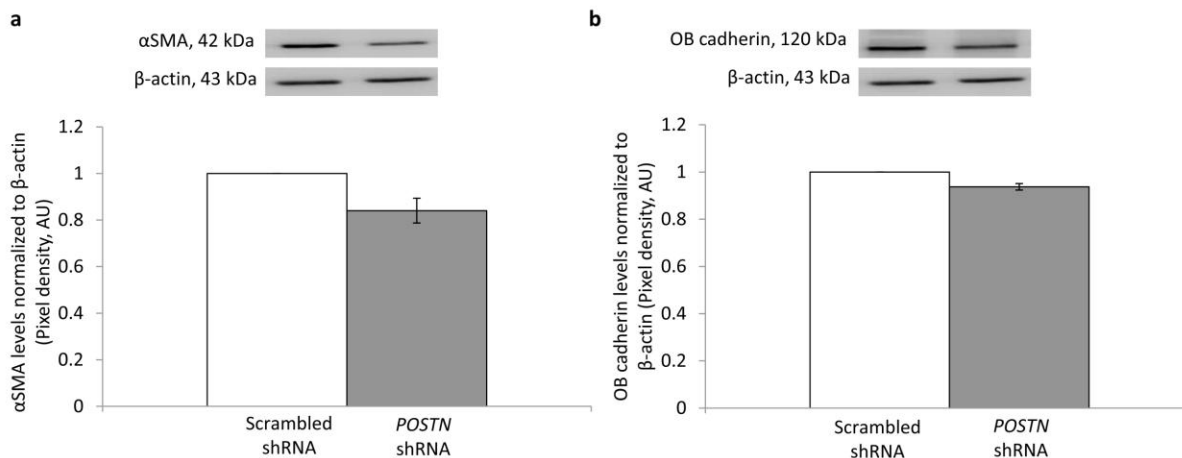 a
αSMA, 42 kDa
β-actin, 43 kDa
αSMA levels normalized to β-actin
(Pixel density, AU)
1.2
1
0.8
0.6
0.4
0.2
0
Scrambled
shRNA
POSTN
shRNA
b
OB cadherin, 120 kDa
β-actin, 43 kDa
OB cadherin levels normalized to
β-actin (Pixel density, AU)
1.2
1
0.8
0.6
0.4
0.2
0
Scrambled
shRNA
POSTN
shRNA